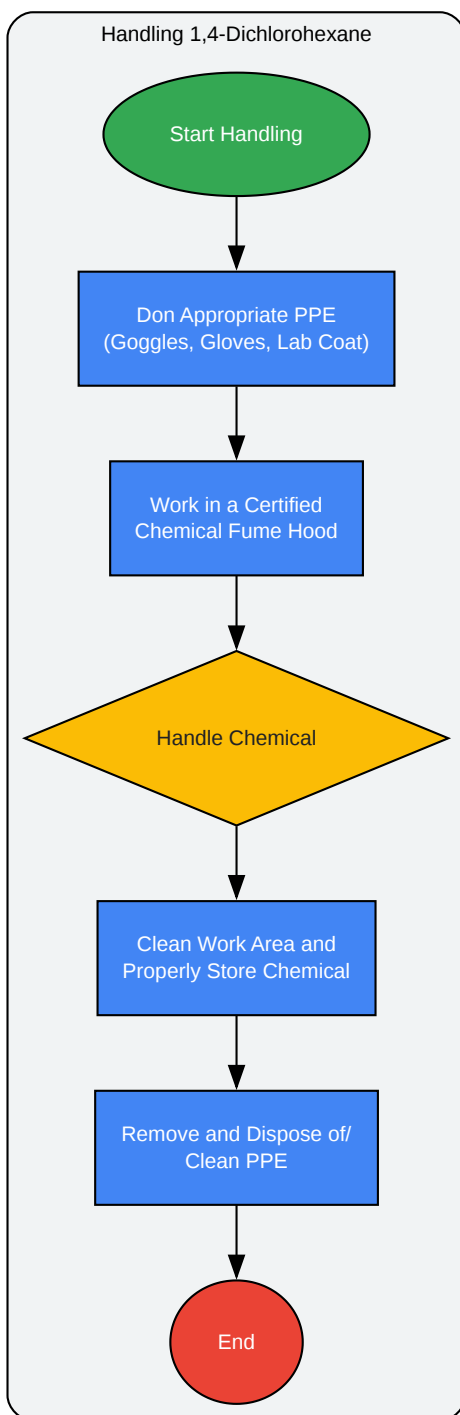 Handling 1,4-Dichlorohexane
Start Handling
Don Appropriate PPE
(Goggles, Gloves, Lab Coat)
Work in a Certified
Chemical Fume Hood
Handle Chemical
Clean Work Area and
Properly Store Chemical
Remove and Dispose of/
Clean PPE
End